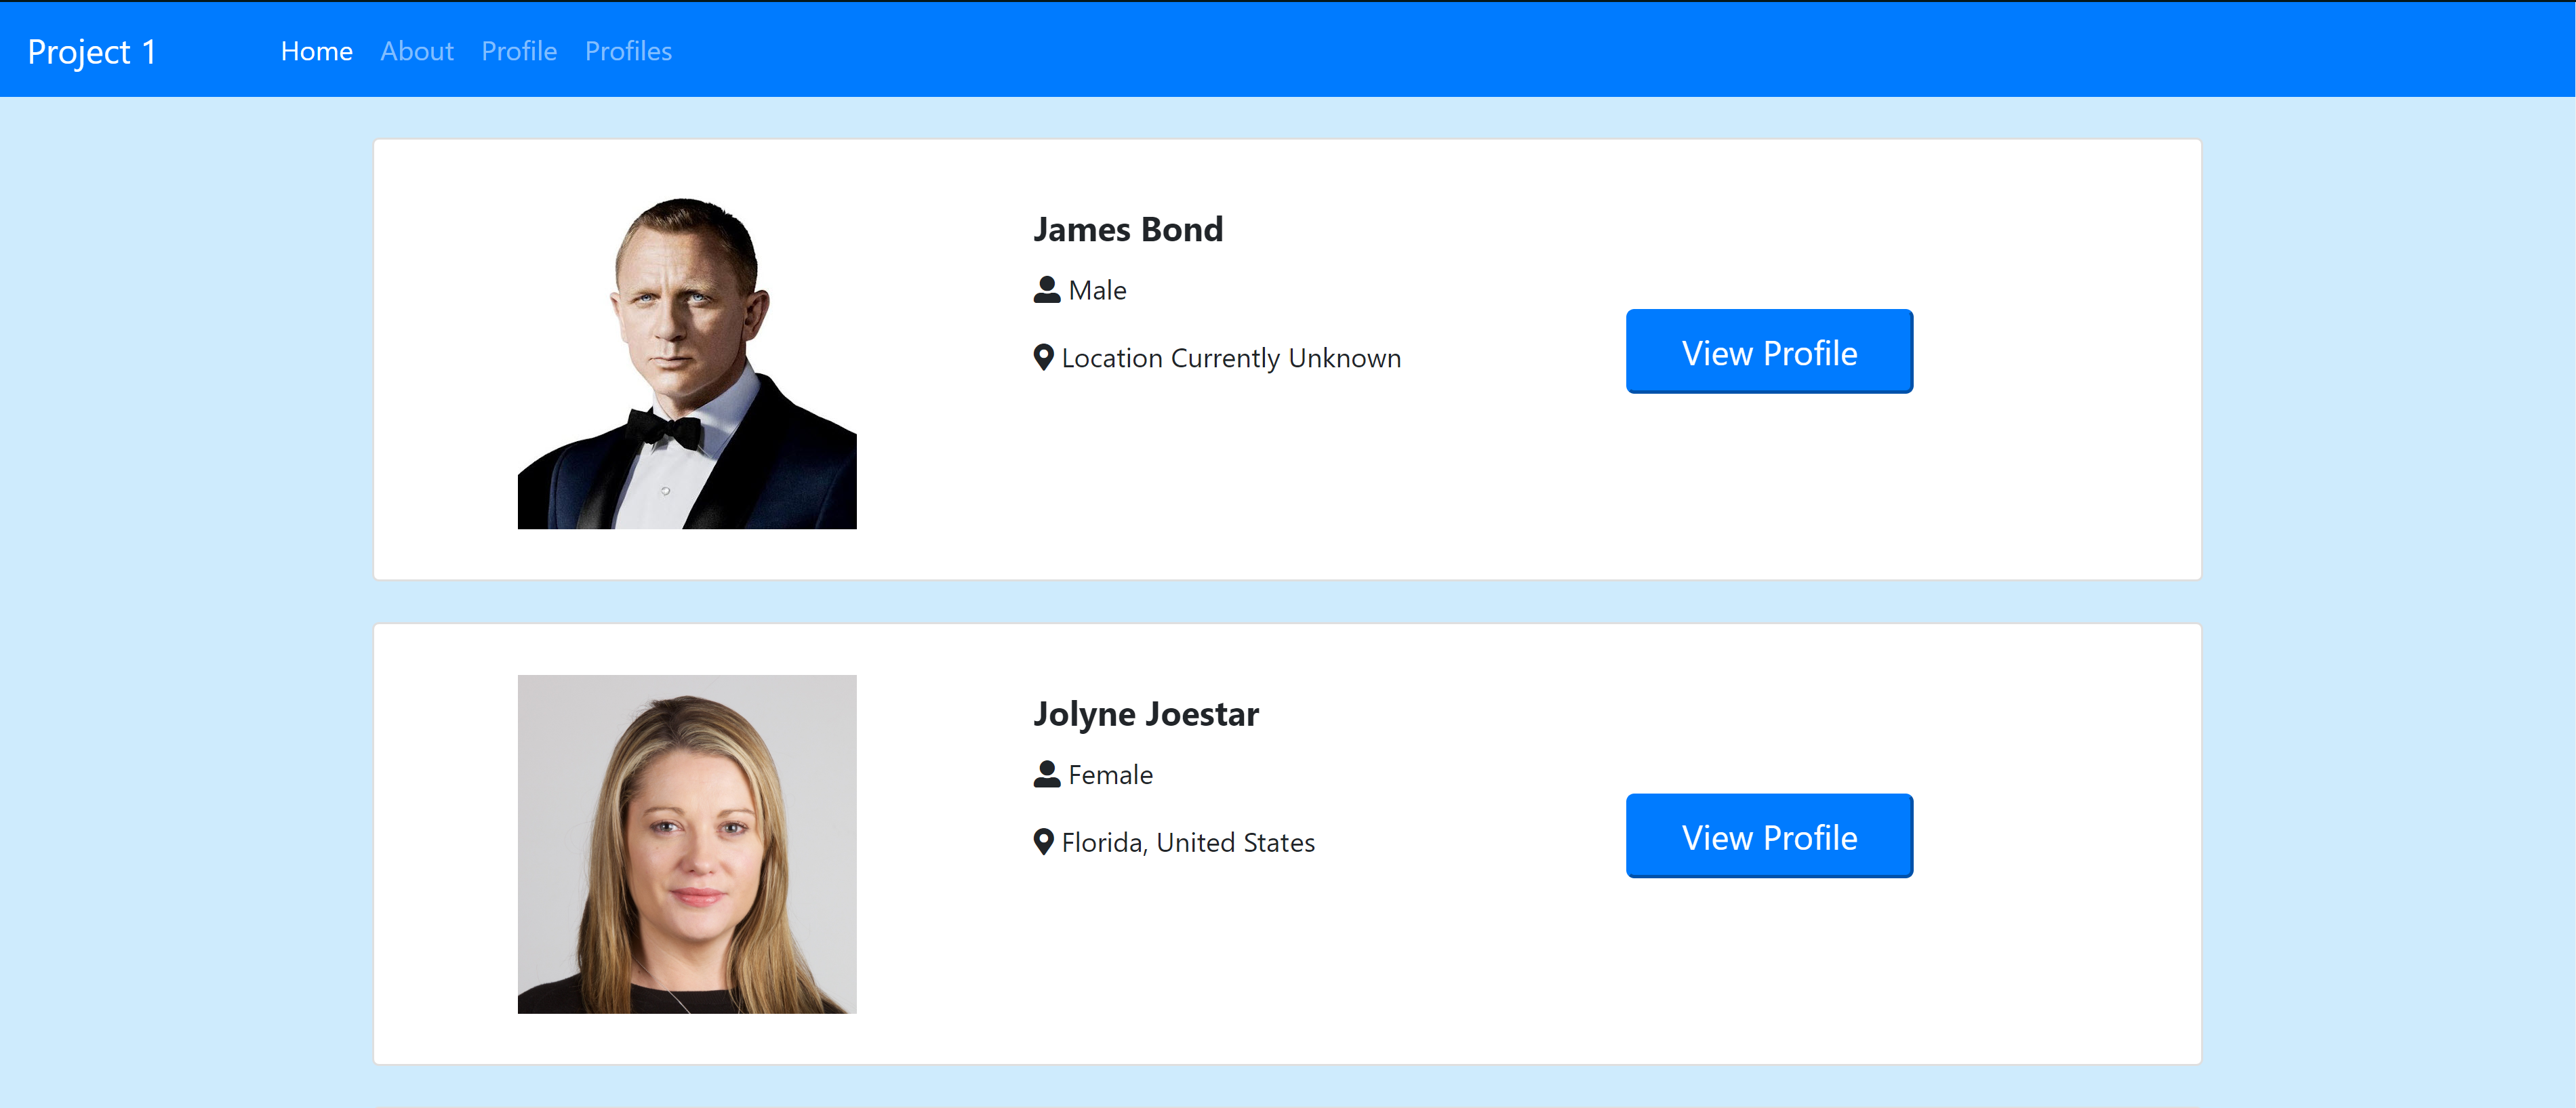 Project 1 Home About Profile Profiles
James Bond
Male
Location Currently Unknown
View Profile
Jolyne Joestar
Female
Florida, United States
View Profile